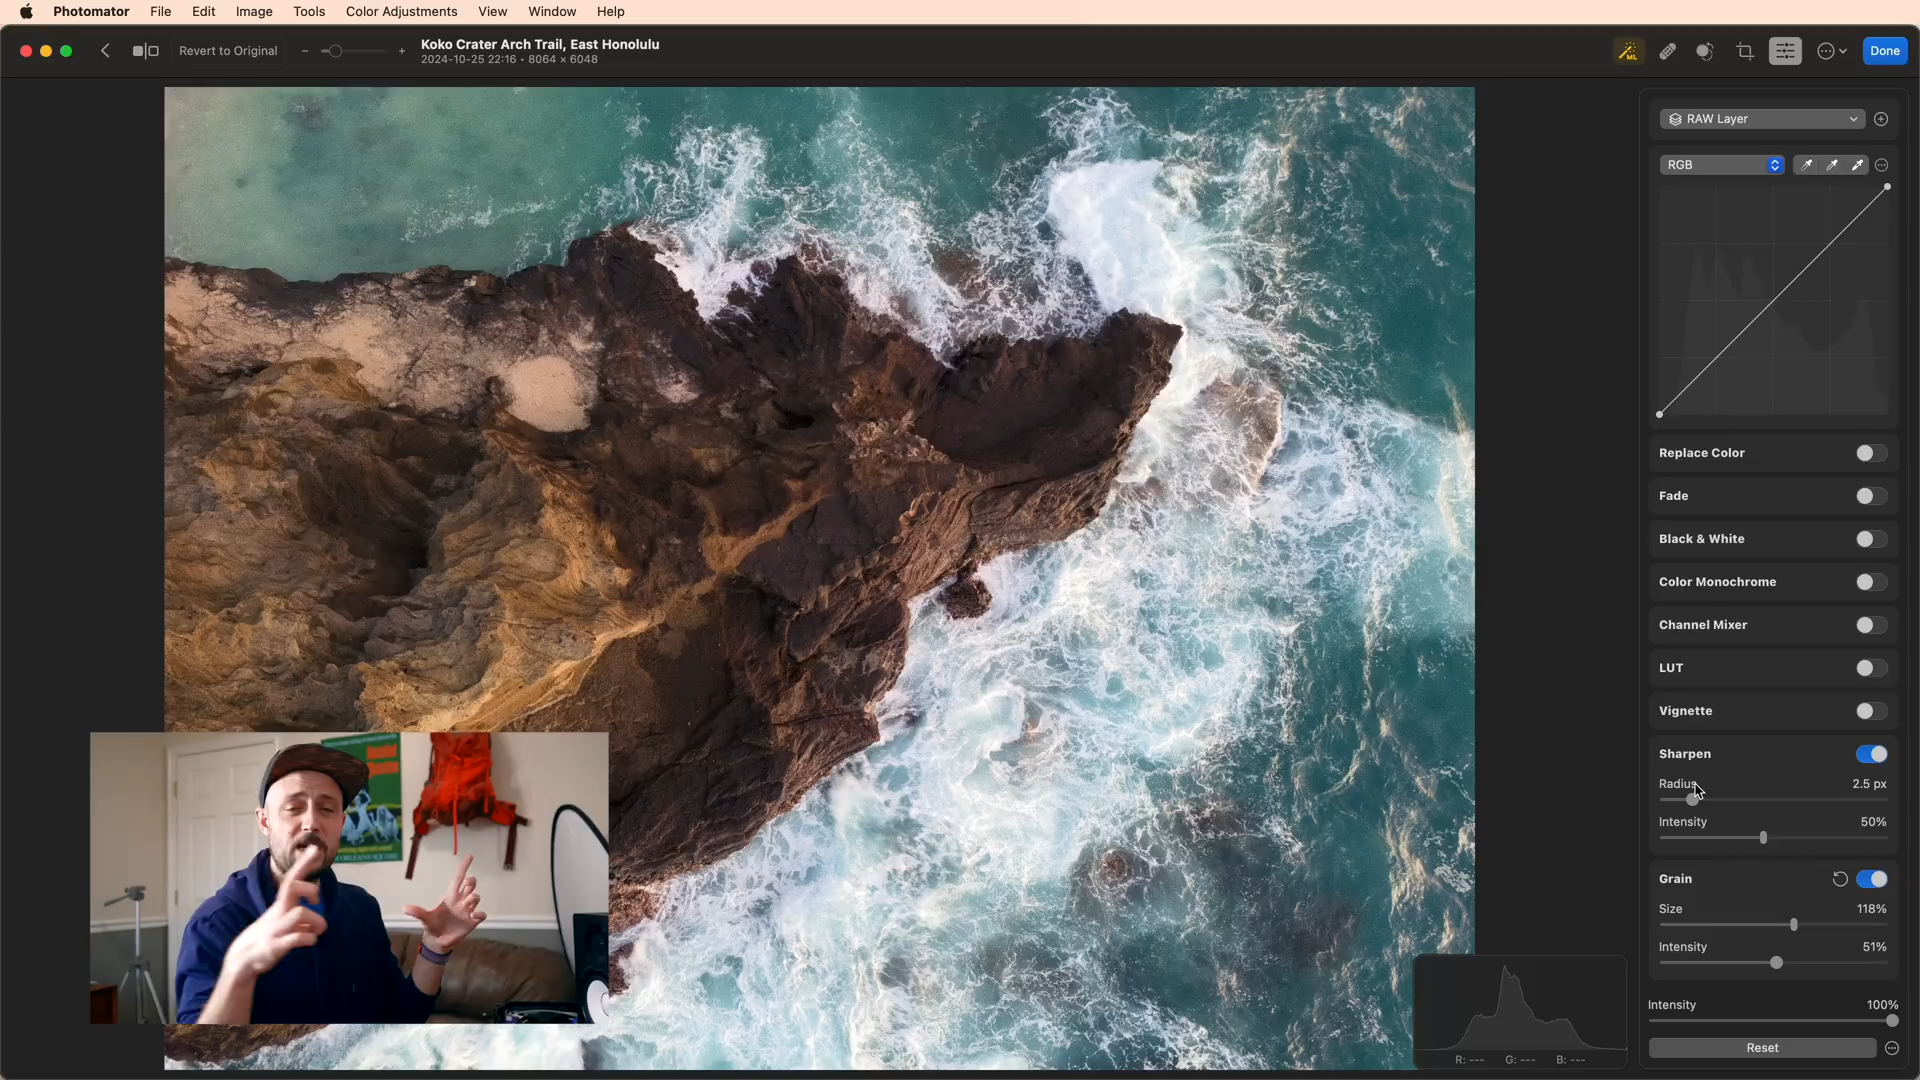 Photomator File Edit Image Tools Color Adjustments View Window Help
Revert to Original
Koko Crater Arch Trail, East Honolulu
2024-10-25 22:16 • 8064 × 6048
ML
Done
RAW Layer
RGB
Replace Color
Fade
Black & White
Color Monochrome
Channel Mixer
LUT
Vignette
Sharpen
Radius 2.5 px
Intensity 50%
Grain
Size 118%
Intensity 51%
Intensity 100%
Reset
R: --- G: --- B: ---